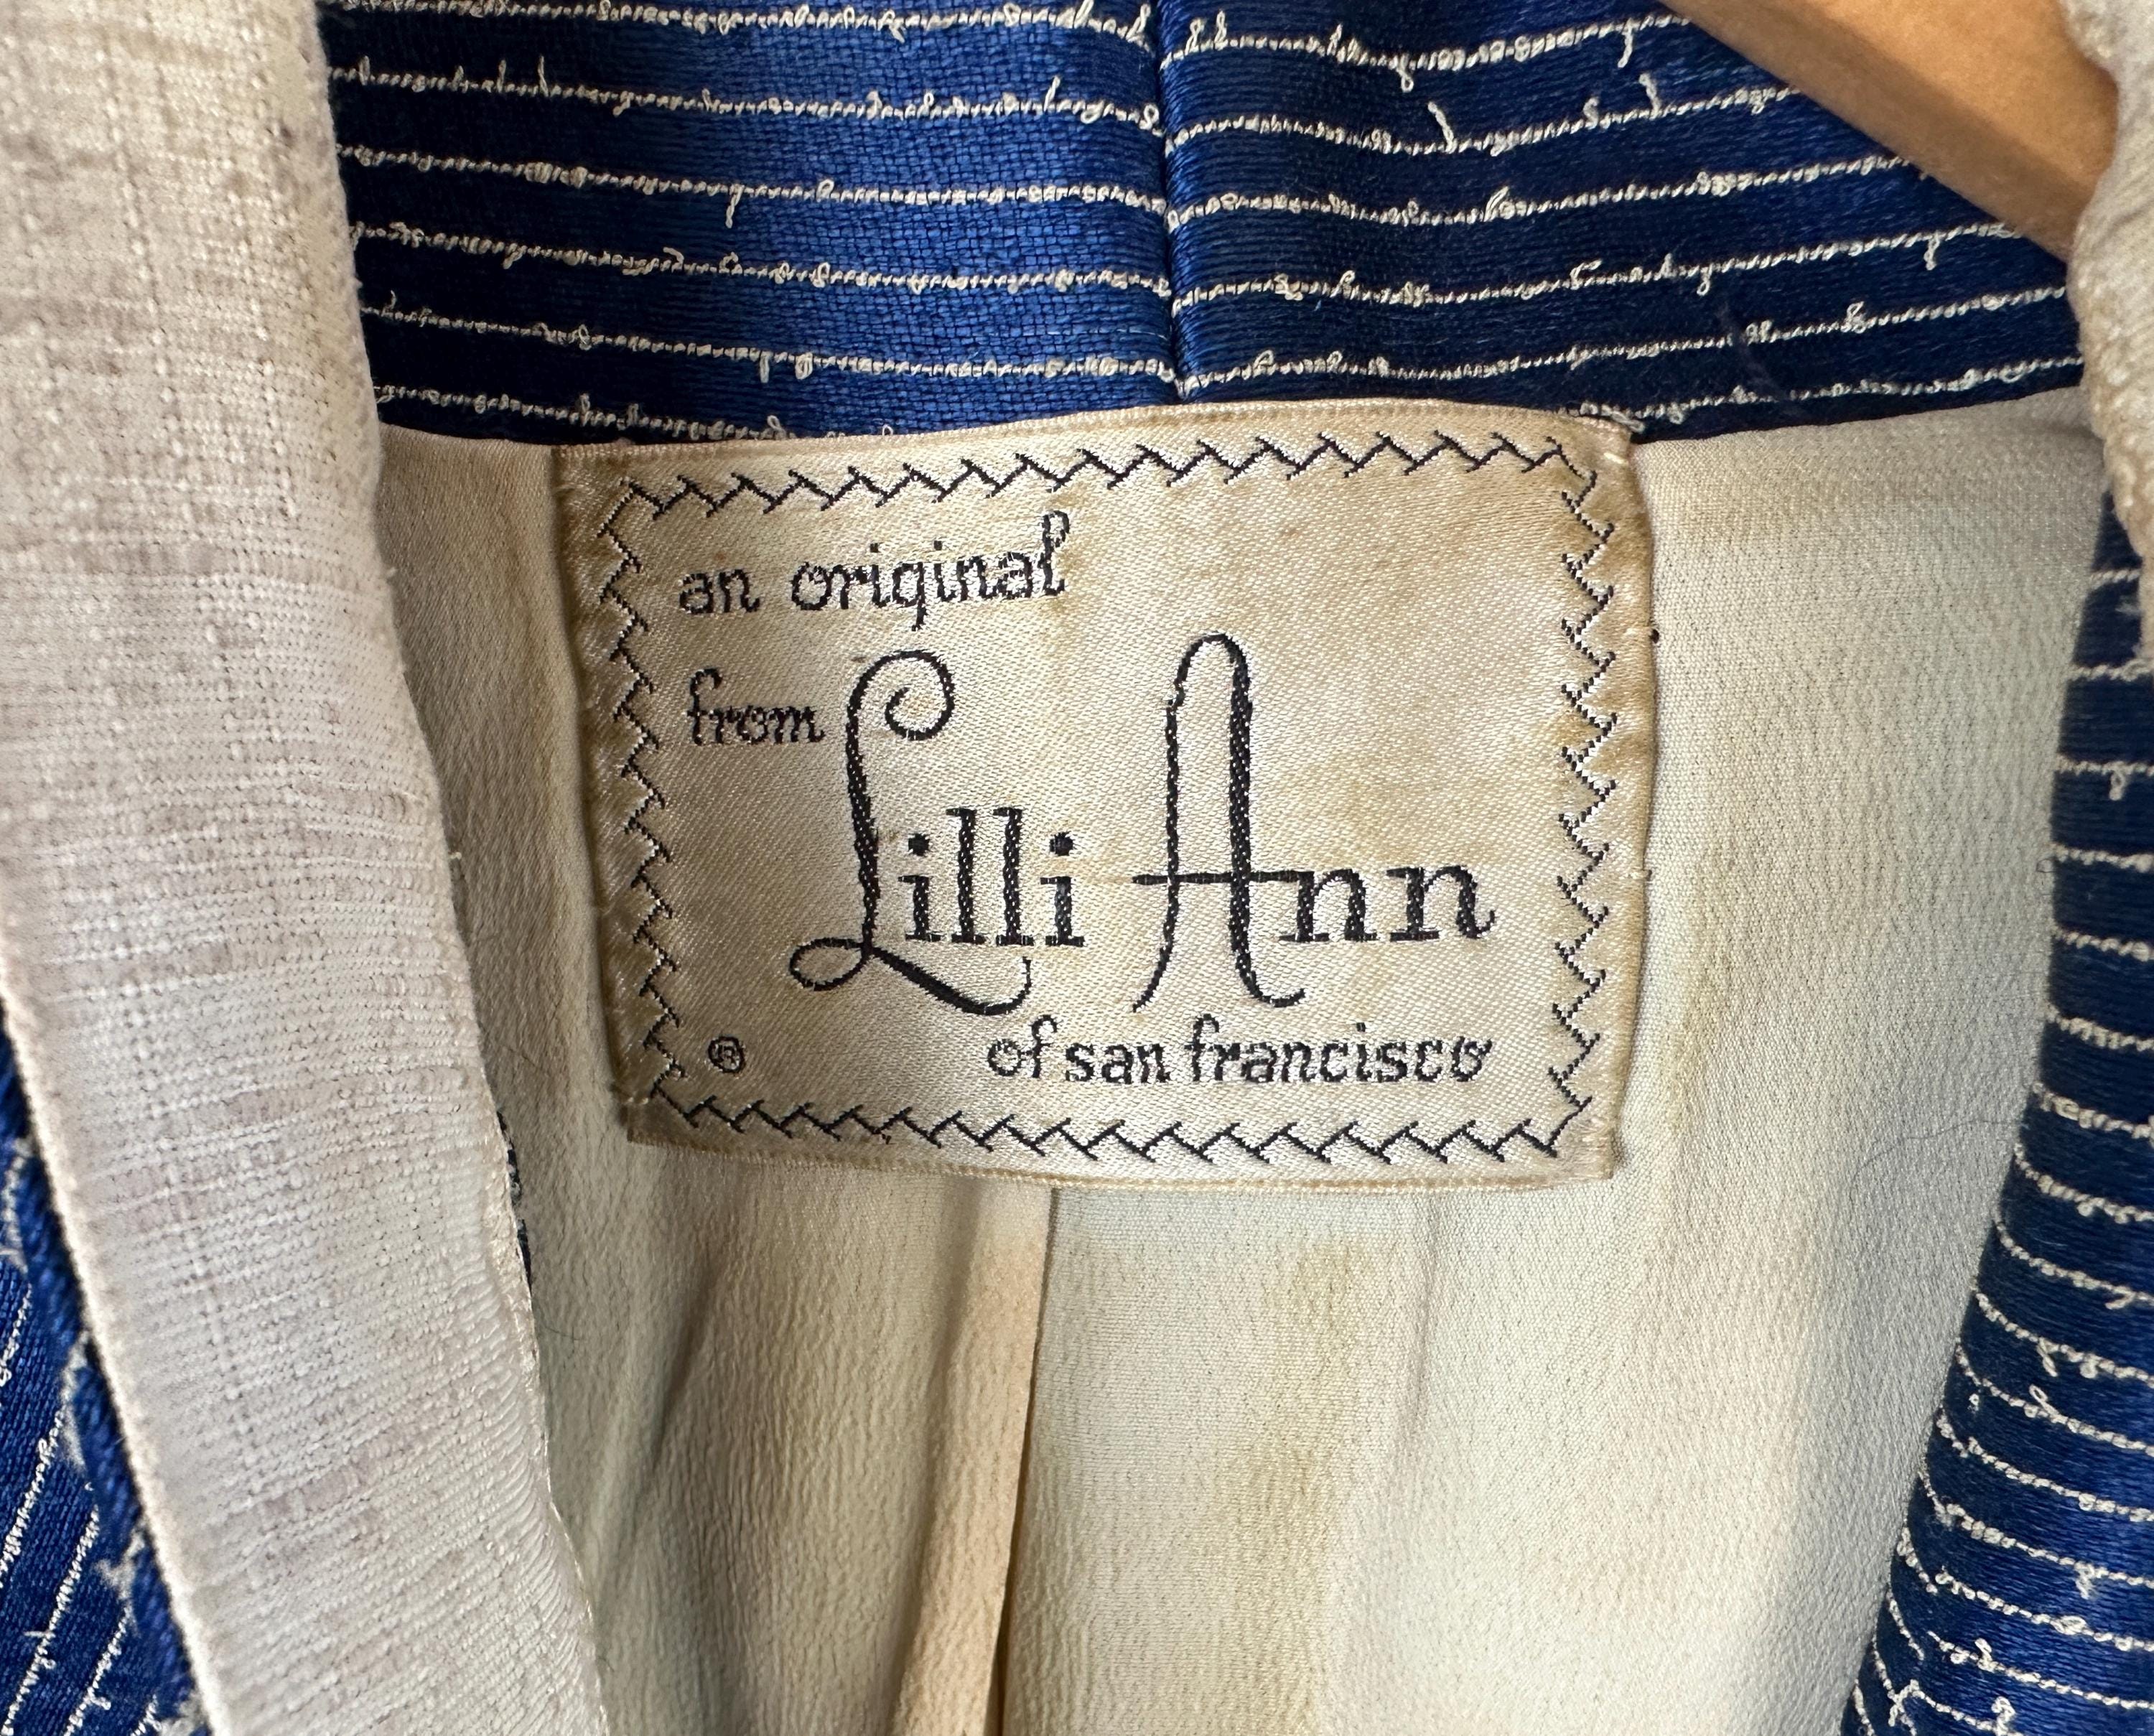 an original
from Lilli Ann
® of san francisco